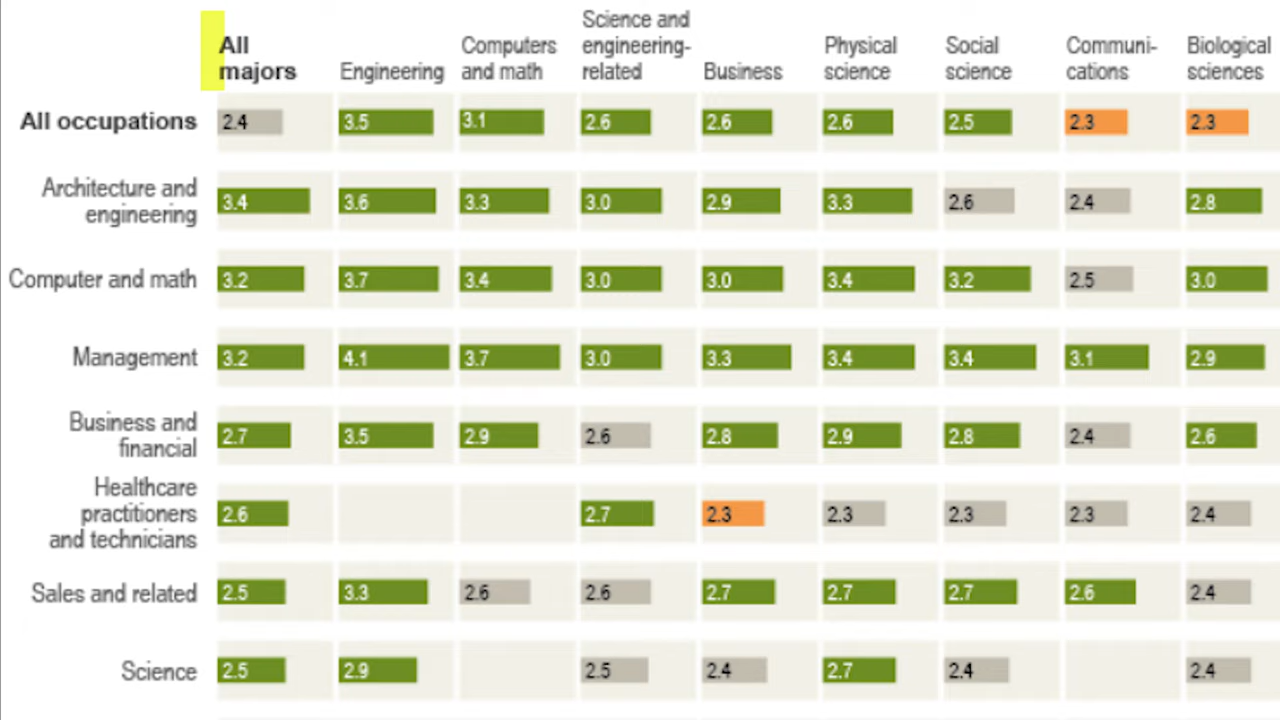 Science and
All Computers engineering- Physical Social Communi- Biological
majors Engineering and math related Business science science cations sciences
All occupations 2.4 3.5 3.1 2.6 2.6 2.6 2.5 2.3 2.3
Architecture and
engineering 3.4 3.6 3.3 3.0 2.9 3.3 2.6 2.4 2.8
Computer and math 3.2 3.7 3.4 3.0 3.0 3.4 3.2 2.5 3.0
Management 3.2 4.1 3.7 3.0 3.3 3.4 3.4 3.1 2.9
Business and
financial 2.7 3.5 2.9 2.6 2.8 2.9 2.8 2.4 2.6
Healthcare
practitioners 2.6 2.7 2.3 2.3 2.3 2.3 2.4
and technicians
Sales and related 2.5 3.3 2.6 2.6 2.7 2.7 2.7 2.6 2.4
Science 2.5 2.9 2.5 2.4 2.7 2.4 2.4